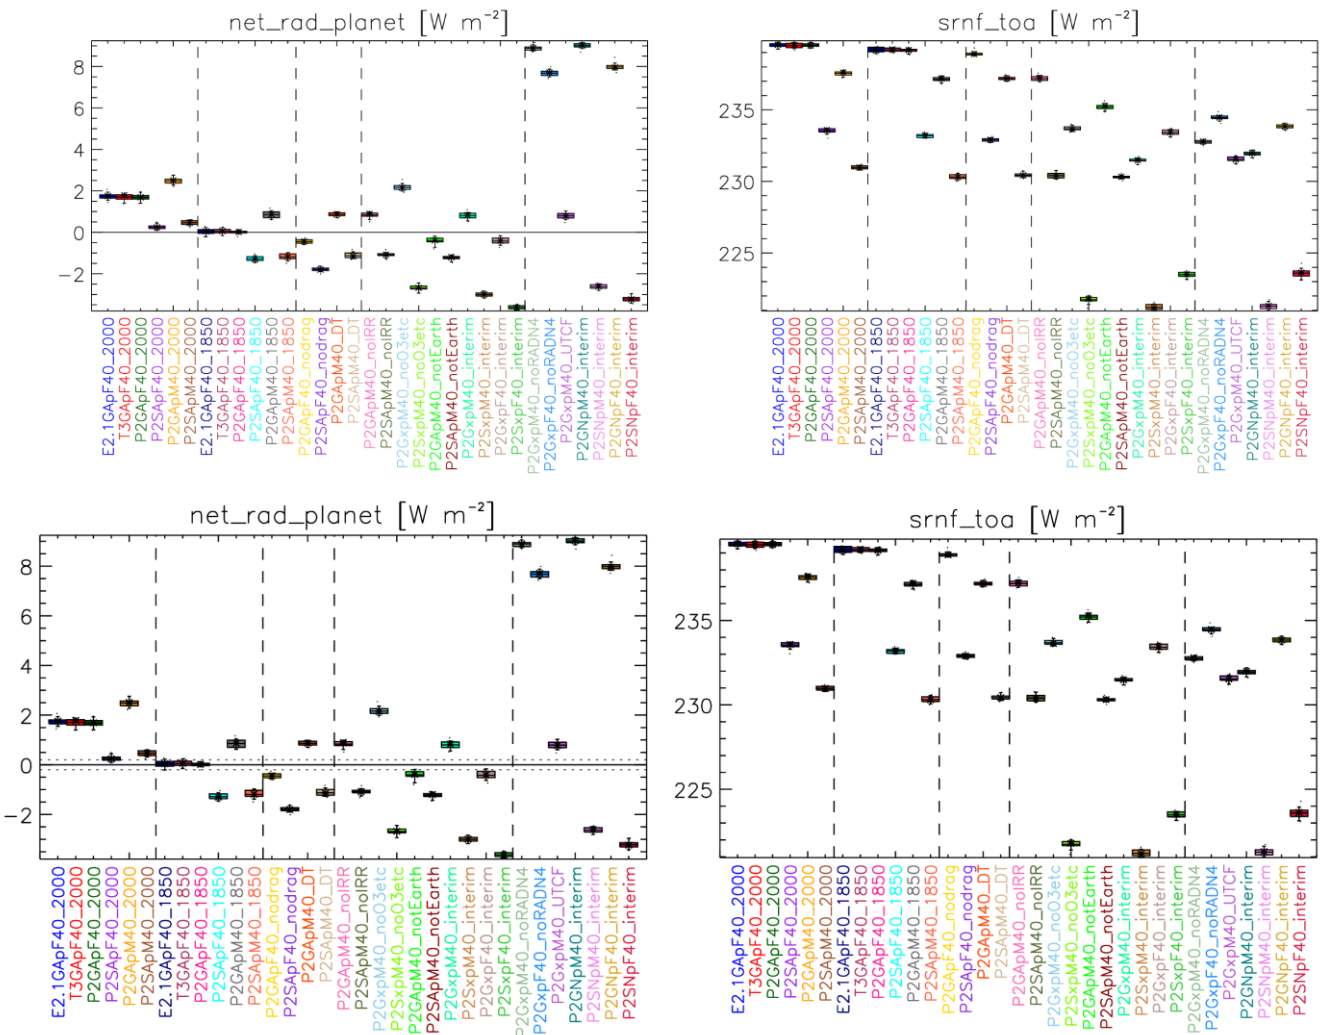 net_rad_planet [W m⁻²]
8
6
4
2
0
−2
E2.1GApF40_2000
T3GApF40_2000
P2GApF40_2000
P2SApF40_2000
P2GApM40_2000
P2SApM40_2000
E2.1GApF40_1850
T3GApF40_1850
P2GApF40_1850
P2SApF40_1850
P2GApM40_1850
P2SApM40_1850
P2GApF40_nodrag
P2SApF40_nodrag
P2GApM40_DT
P2SApM40_DT
P2GApM40_noIRR
P2SApM40_noIRR
P2GxpM40_noO3etc
P2SxpM40_noO3etc
P2GApM40_notEarth
P2SApM40_notEarth
P2GxpM40_interim
P2SxpM40_interim
P2GxpF40_interim
P2SxpF40_interim
P2GxpM40_noRADN4
P2GxpF40_noRADN4
P2GxpM40_UTCF
P2GNpM40_interim
P2SNpM40_interim
P2GNpF40_interim
P2SNpF40_interim
srnf_toa [W m⁻²]
235
230
225
E2.1GApF40_2000
T3GApF40_2000
P2GApF40_2000
P2SApF40_2000
P2GApM40_2000
P2SApM40_2000
E2.1GApF40_1850
T3GApF40_1850
P2GApF40_1850
P2SApF40_1850
P2GApM40_1850
P2SApM40_1850
P2GApF40_nodrag
P2SApF40_nodrag
P2GApM40_DT
P2SApM40_DT
P2GApM40_noIRR
P2SApM40_noIRR
P2GxpM40_noO3etc
P2SxpM40_noO3etc
P2GApM40_notEarth
P2SApM40_notEarth
P2GxpM40_interim
P2SxpM40_interim
P2GxpF40_interim
P2SxpF40_interim
P2GxpM40_noRADN4
P2GxpF40_noRADN4
P2GxpM40_UTCF
P2GNpM40_interim
P2SNpM40_interim
P2GNpF40_interim
P2SNpF40_interim
net_rad_planet [W m⁻²]
8
6
4
2
0
−2
E2.1GApF40_2000
T3GApF40_2000
P2GApF40_2000
P2SApF40_2000
P2GApM40_2000
P2SApM40_2000
E2.1GApF40_1850
T3GApF40_1850
P2GApF40_1850
P2SApF40_1850
P2GApM40_1850
P2SApM40_1850
P2GApF40_nodrag
P2SApF40_nodrag
P2GApM40_DT
P2SApM40_DT
P2GApM40_noIRR
P2SApM40_noIRR
P2GxpM40_noO3etc
P2SxpM40_noO3etc
P2GApM40_notEarth
P2SApM40_notEarth
P2GxpM40_interim
P2SxpM40_interim
P2GxpF40_interim
P2SxpF40_interim
P2GxpM40_noRADN4
P2GxpF40_noRADN4
P2GxpM40_UTCF
P2GNpM40_interim
P2SNpM40_interim
P2GNpF40_interim
P2SNpF40_interim
srnf_toa [W m⁻²]
235
230
225
E2.1GApF40_2000
T3GApF40_2000
P2GApF40_2000
P2SApF40_2000
P2GApM40_2000
P2SApM40_2000
E2.1GApF40_1850
T3GApF40_1850
P2GApF40_1850
P2SApF40_1850
P2GApM40_1850
P2SApM40_1850
P2GApF40_nodrag
P2SApF40_nodrag
P2GApM40_DT
P2SApM40_DT
P2GApM40_noIRR
P2SApM40_noIRR
P2GxpM40_noO3etc
P2SxpM40_noO3etc
P2GApM40_notEarth
P2SApM40_notEarth
P2GxpM40_interim
P2SxpM40_interim
P2GxpF40_interim
P2SxpF40_interim
P2GxpM40_noRADN4
P2GxpF40_noRADN4
P2GxpM40_UTCF
P2GNpM40_interim
P2SNpM40_interim
P2GNpF40_interim
P2SNpF40_interim